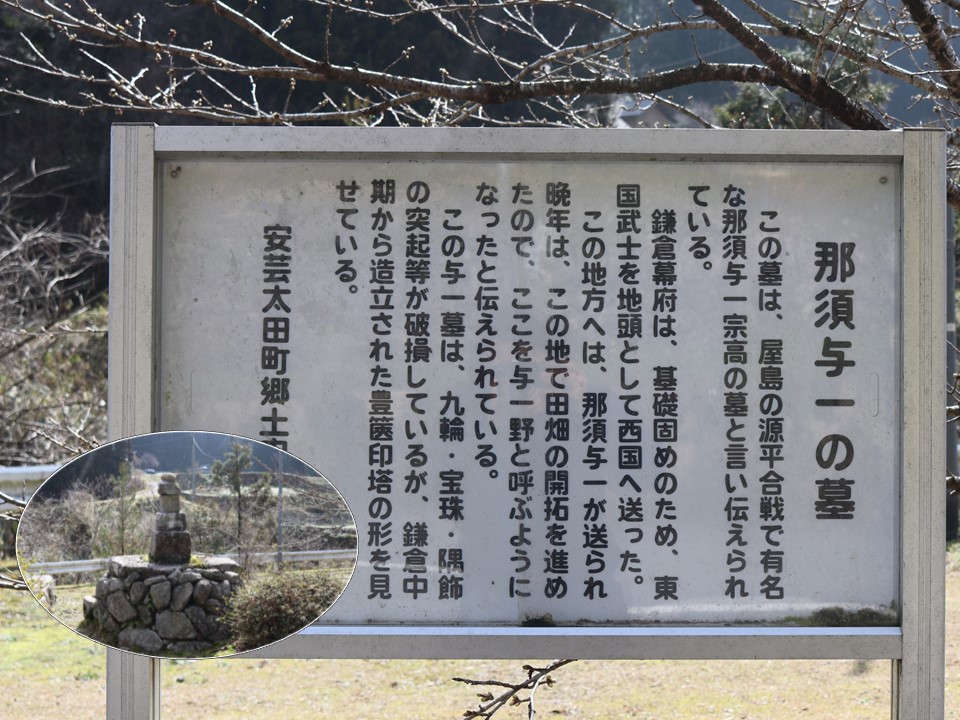 那須与一の墓
この墓は、屋島の源平合戦で有名
な那須与一宗高の墓と言い伝えられ
ている。
鎌倉幕府は、基礎固めのため、東
国武士を地頭として西国へ送った。
この地方へは、那須与一が送られ
晩年は、この地で田畑の開拓を進め
たので、ここを与一野と呼ぶように
なったと伝えられている。
この与一墓は、九輪・宝珠・隅飾
の突起等が破損しているが、鎌倉中
期から造立された豊篋印塔の形を見
せている。
安芸太田町郷土